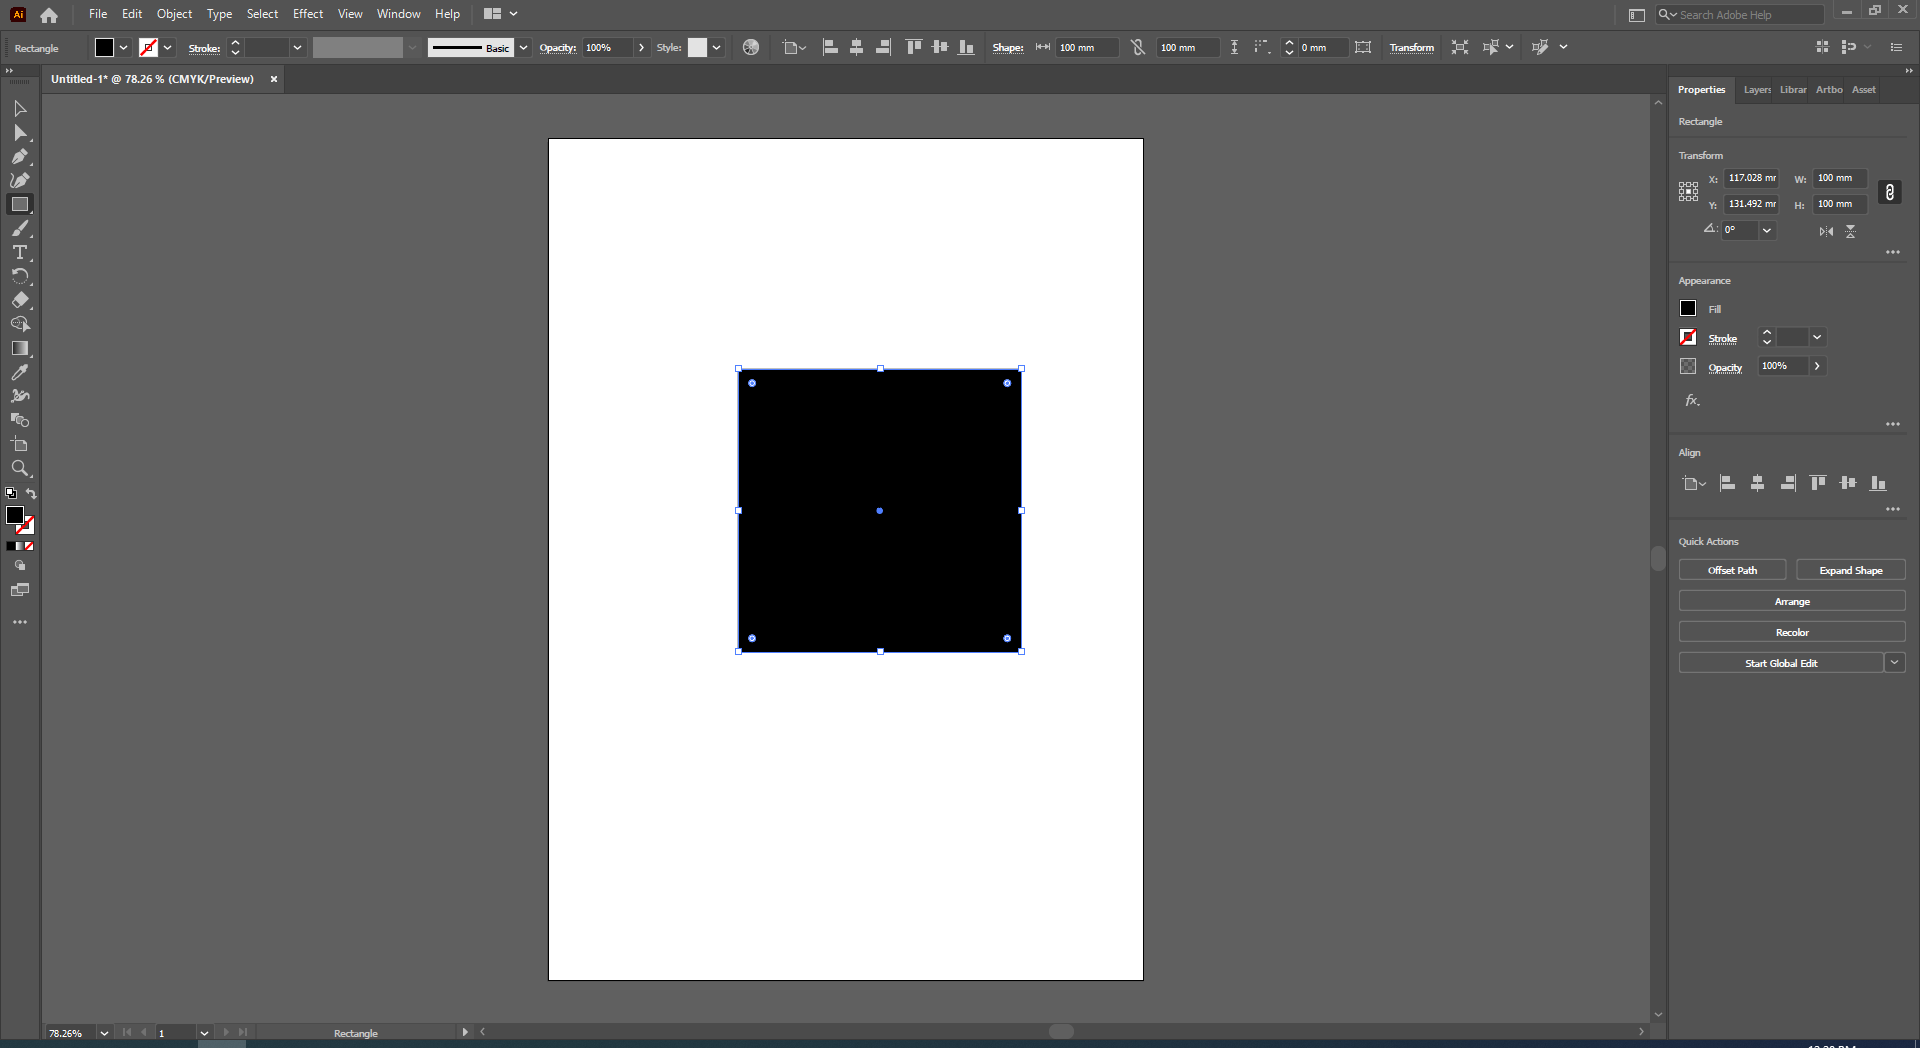 Ai File Edit Object Type Select Effect View Window Help Search Adobe Help
Rectangle Stroke: Basic Opacity: 100% Style: Shape: 100 mm 100 mm 0 mm Transform
Untitled-1* @ 78.26 % (CMYK/Preview)
Properties Layers Librar Artbo Asset
Rectangle
Transform
X: 117.028 mr W: 100 mm
Y: 131.492 mr H: 100 mm
0°
Appearance
Fill
Stroke
Opacity 100%
fx.
Align
Quick Actions
Offset Path Expand Shape
Arrange
Recolor
Start Global Edit
78.26% 1 Rectangle